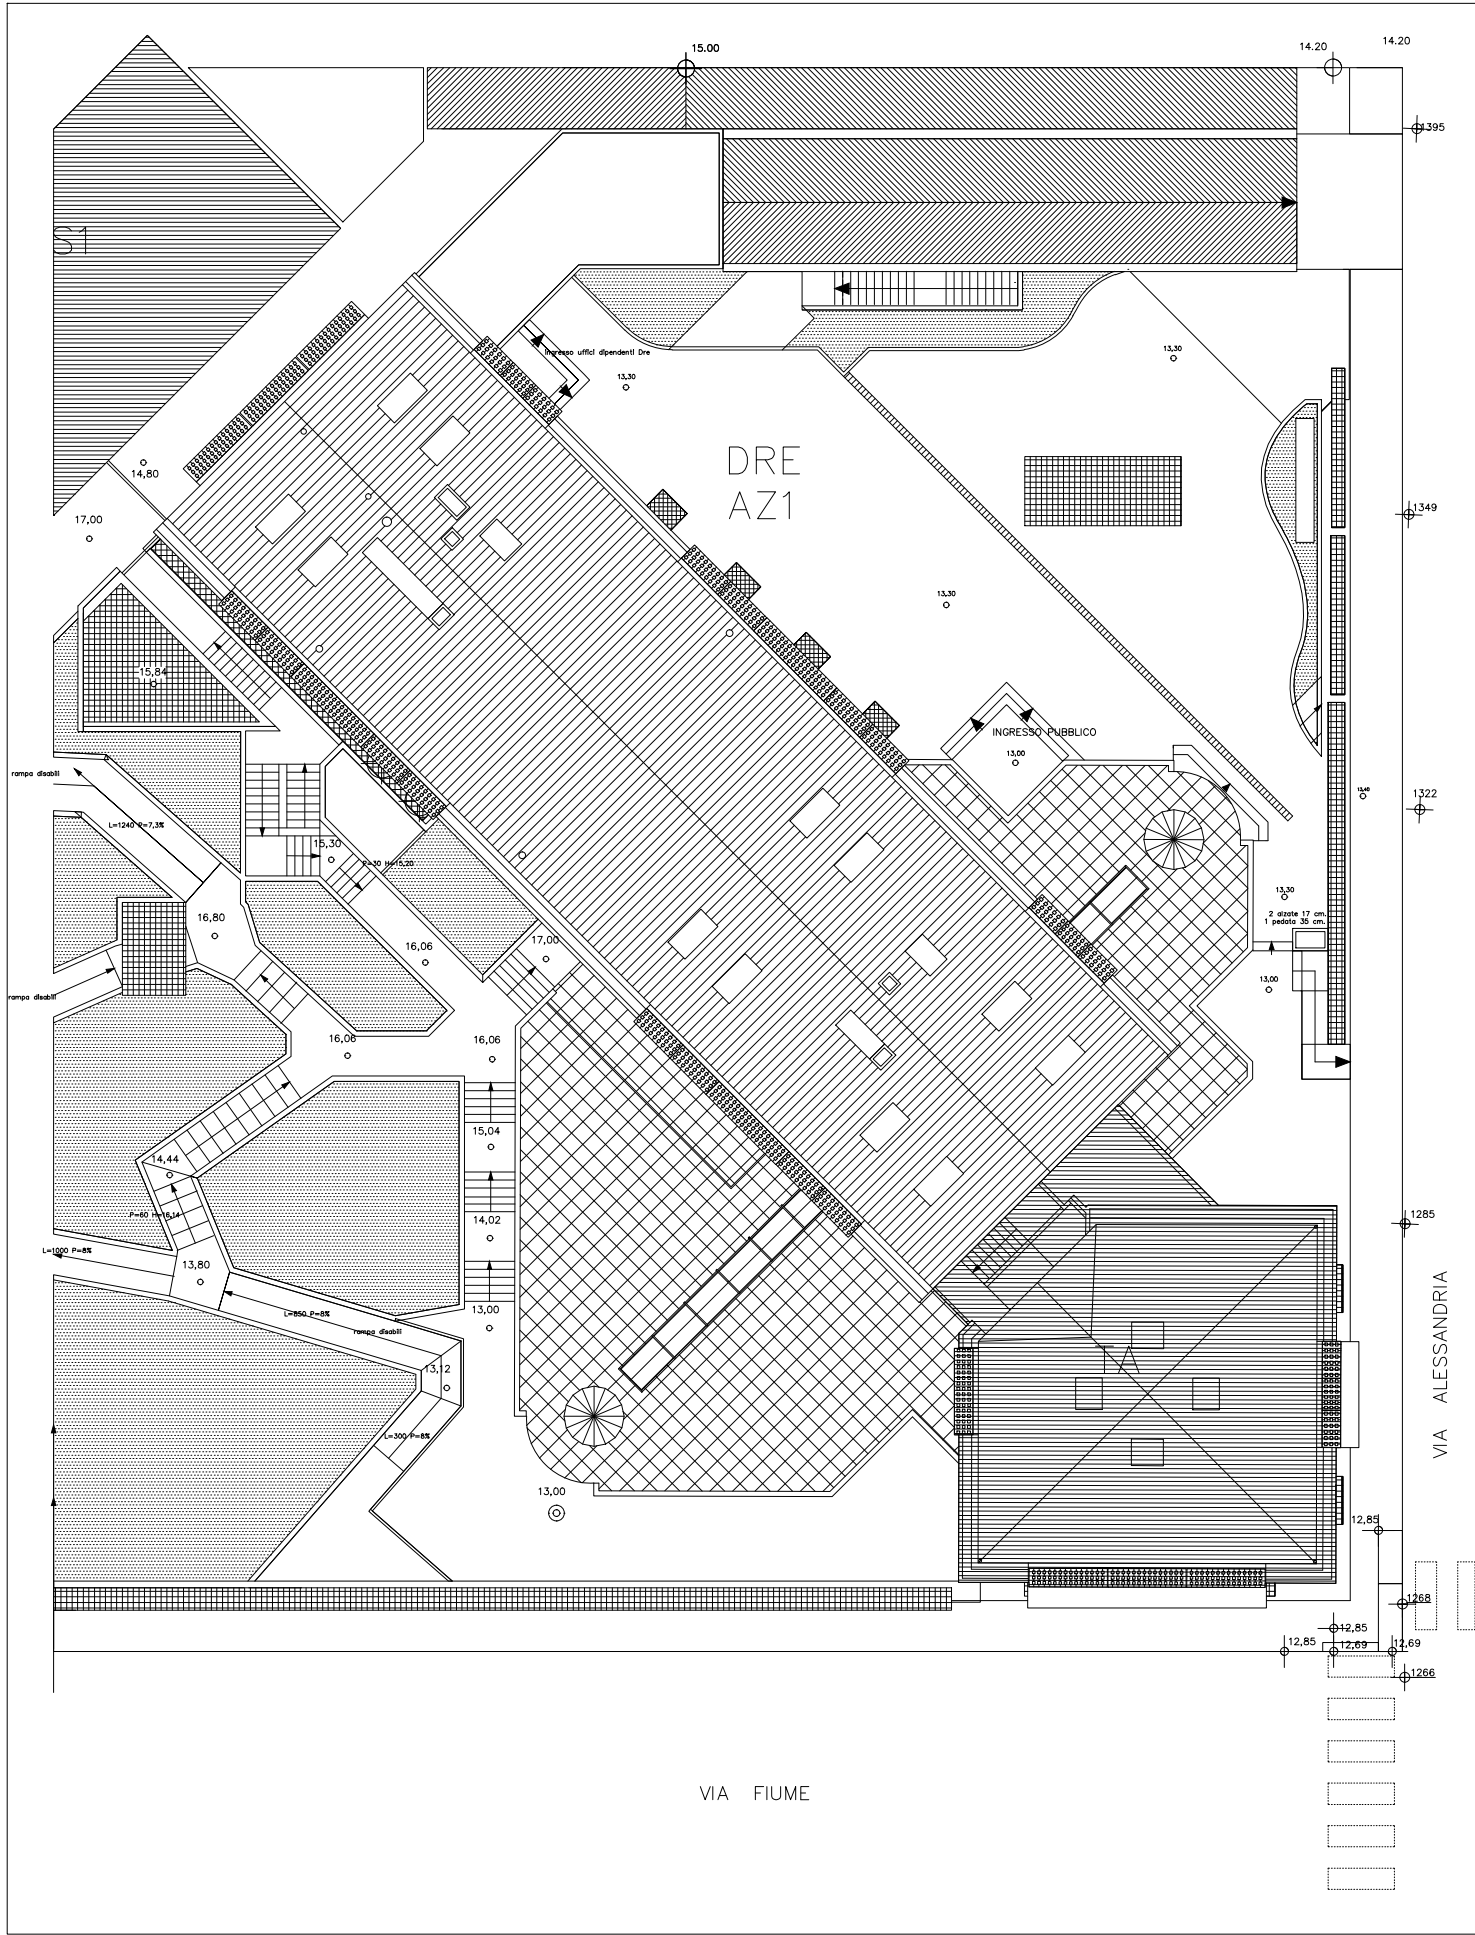 15.00
14.20
14.20
1395
S1
ingresso uffici dipendenti Dre
13,30
13,30
DRE
AZ1
14,80
17,00
1349
13,30
15,84
INGRESSO PUBBLICO
13,00
rampa disabili
13,40
1322
L=1240 P=7,3%
15,30
P=30 H=15,20
13,30
2 alzate 17 cm.
1 pedata 35 cm.
16,80
17,00
16,06
rampa disabili
13,00
16,06
16,06
15,04
14,44
P=60 H=16,14
14,02
1285
L=1000 P=8%
13,80
13,00
L=850 P=8%
rampa disabili
TA
13,12
VIA ALESSANDRIA
L=300 P=8%
13,00
12,85
1268
12,85
12,85
12,69
12,69
1266
VIA FIUME